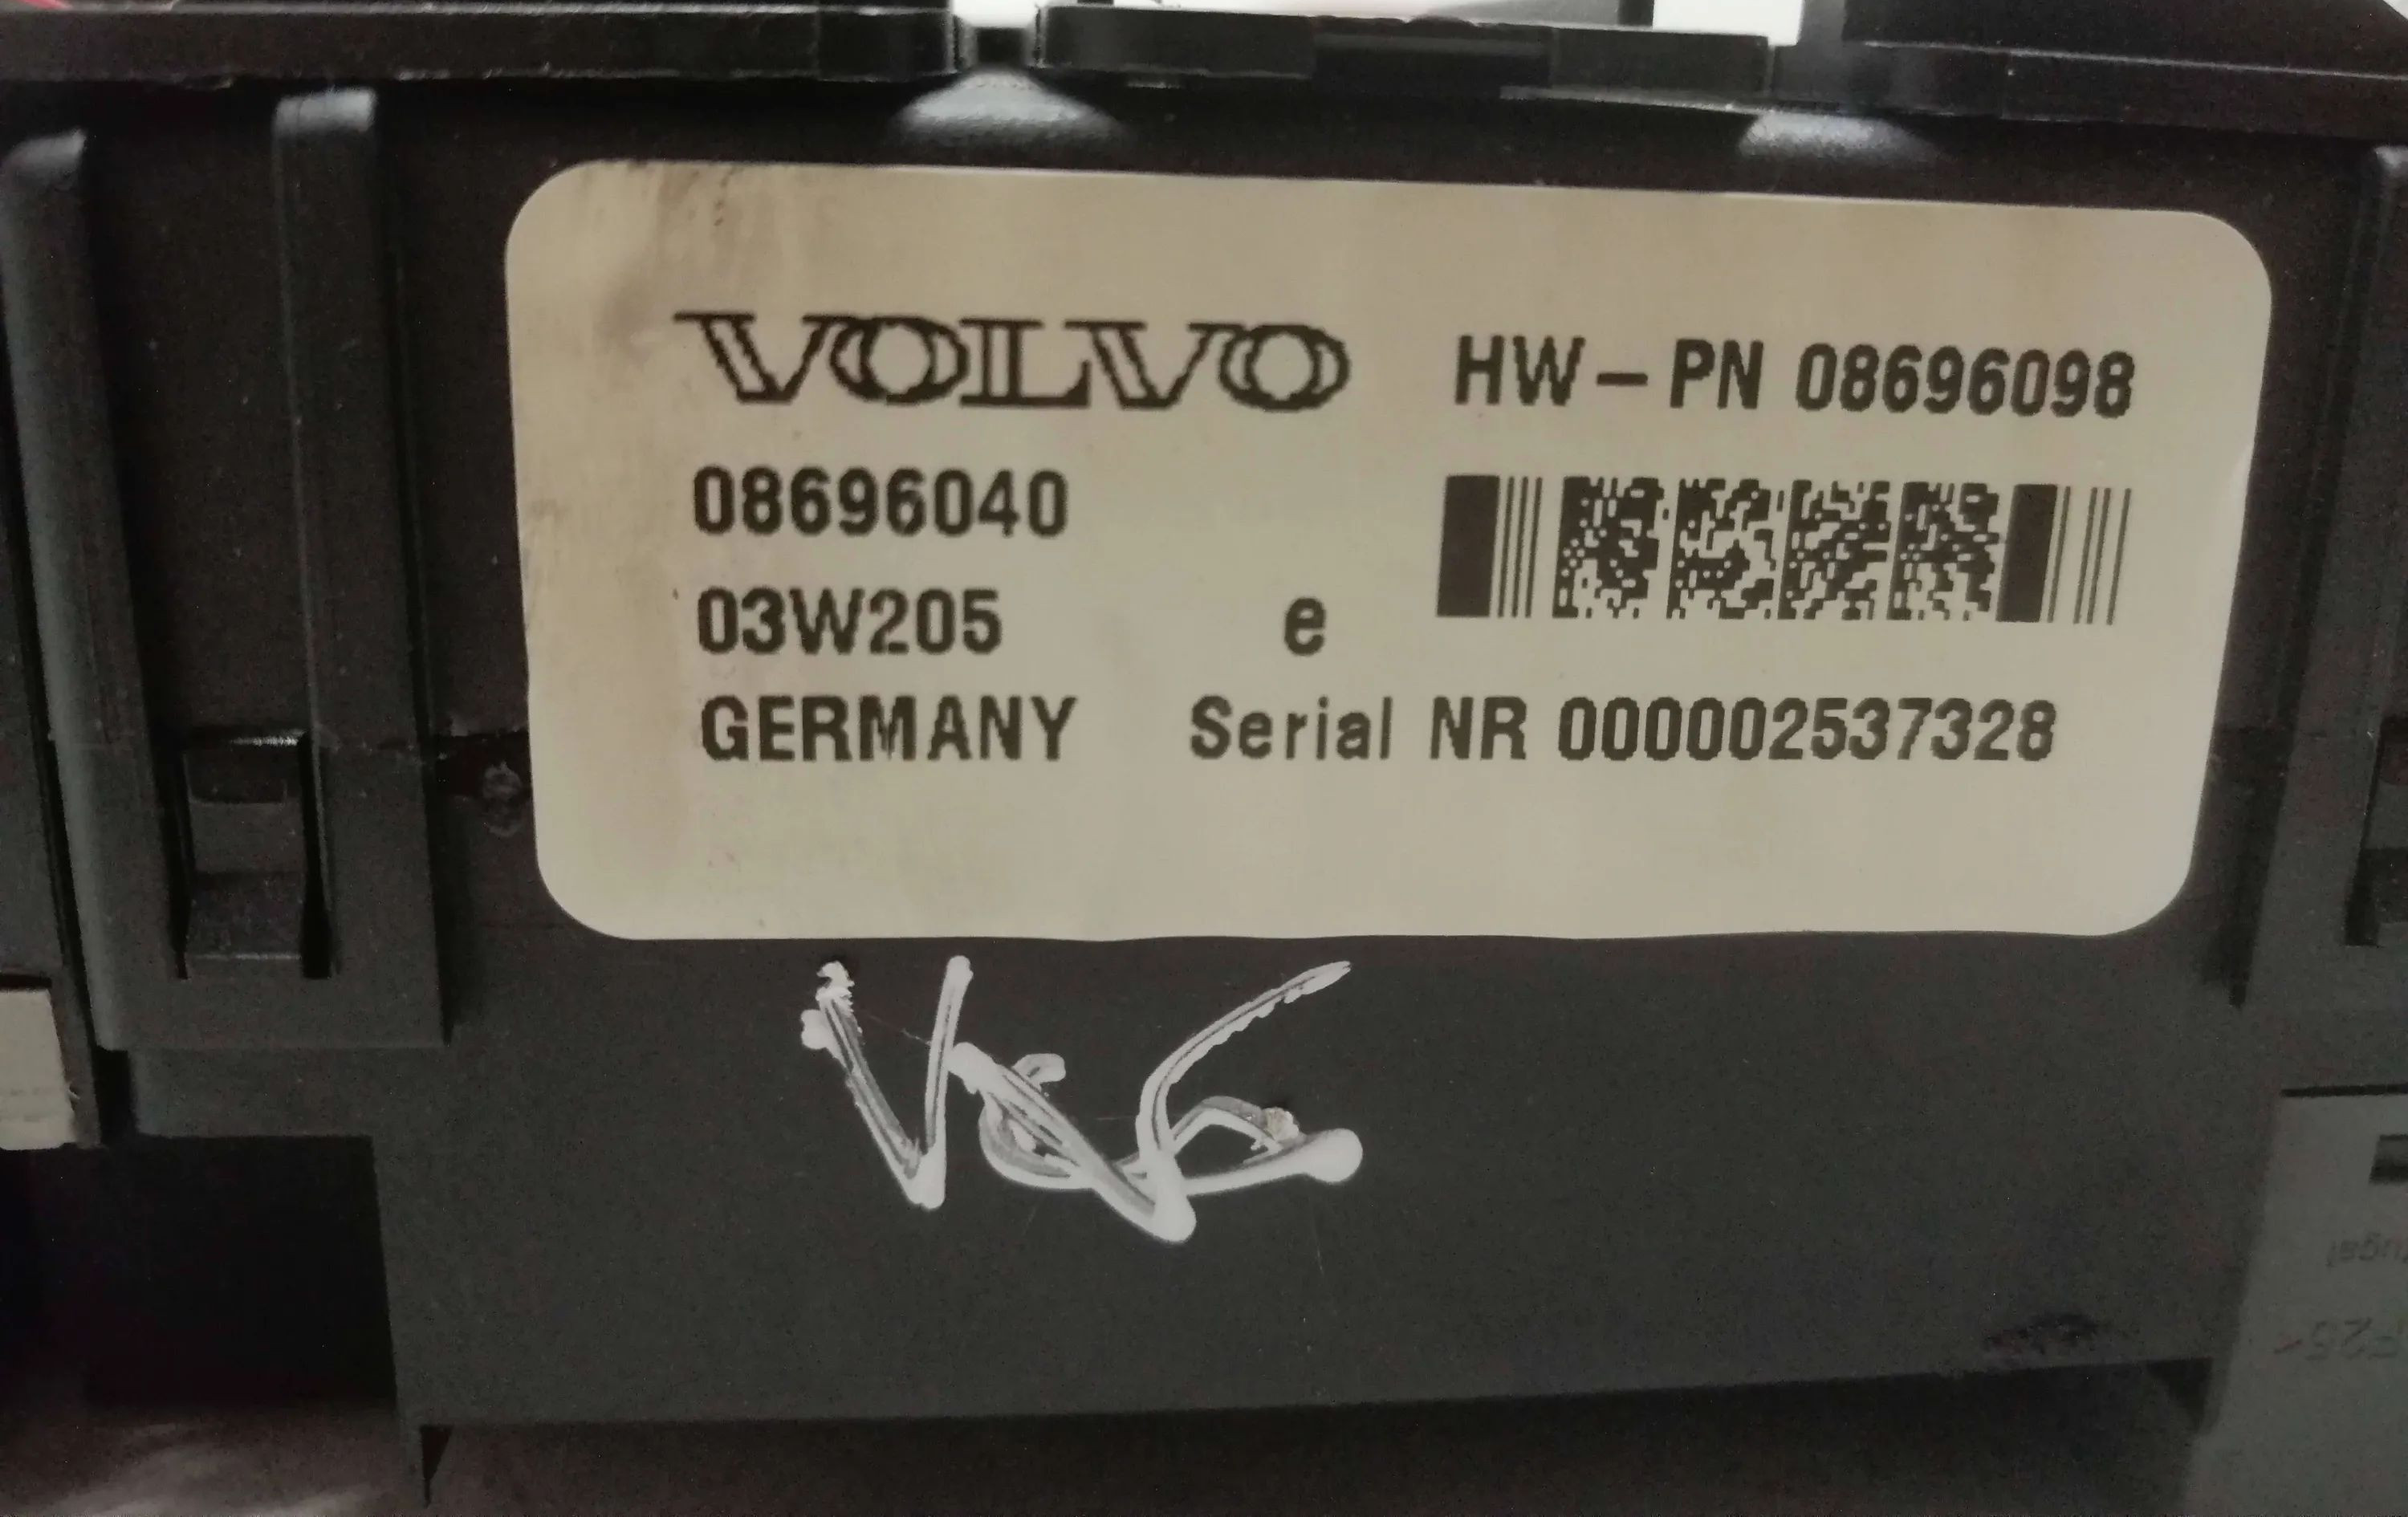 VOLVO HW-PN 08696098
08696040
03W205 e
GERMANY Serial NR 000002537328